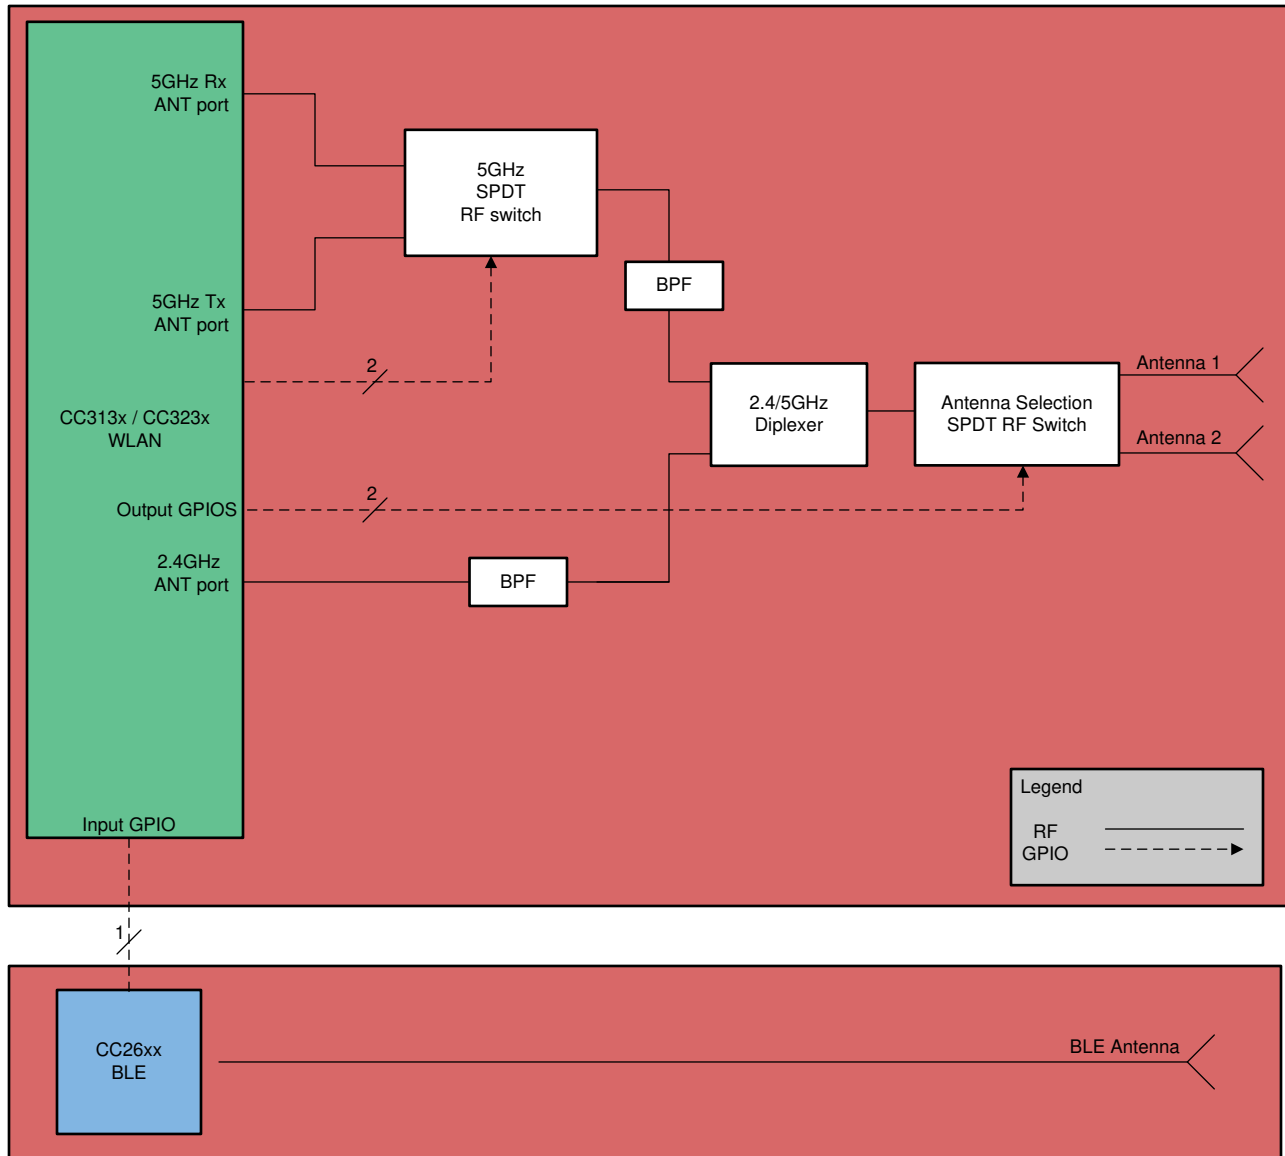 5GHz Rx
ANT port
5GHz
SPDT
RF switch
BPF
5GHz Tx
ANT port
2
Antenna 1
2.4/5GHz
Diplexer
Antenna Selection
SPDT RF Switch
CC313x / CC323x
WLAN
Antenna 2
2
Output GPIOS
2.4GHz
ANT port
BPF
Legend
RF
GPIO
Input GPIO
1
CC26xx
BLE
BLE Antenna